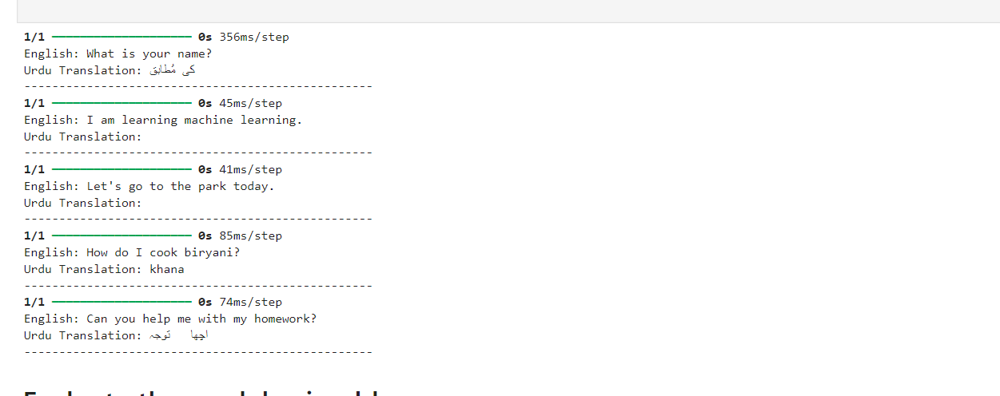 1/1 ━━━━━━━━━━━━━━━━━━━━ 0s 356ms/step
English: What is your name?
Urdu Translation: کی مُطابق
--------------------------------------------------
1/1 ━━━━━━━━━━━━━━━━━━━━ 0s 45ms/step
English: I am learning machine learning.
Urdu Translation:
--------------------------------------------------
1/1 ━━━━━━━━━━━━━━━━━━━━ 0s 41ms/step
English: Let's go to the park today.
Urdu Translation:
--------------------------------------------------
1/1 ━━━━━━━━━━━━━━━━━━━━ 0s 85ms/step
English: How do I cook biryani?
Urdu Translation: khana
--------------------------------------------------
1/1 ━━━━━━━━━━━━━━━━━━━━ 0s 74ms/step
English: Can you help me with my homework?
Urdu Translation: اچھا تَوجہ
--------------------------------------------------